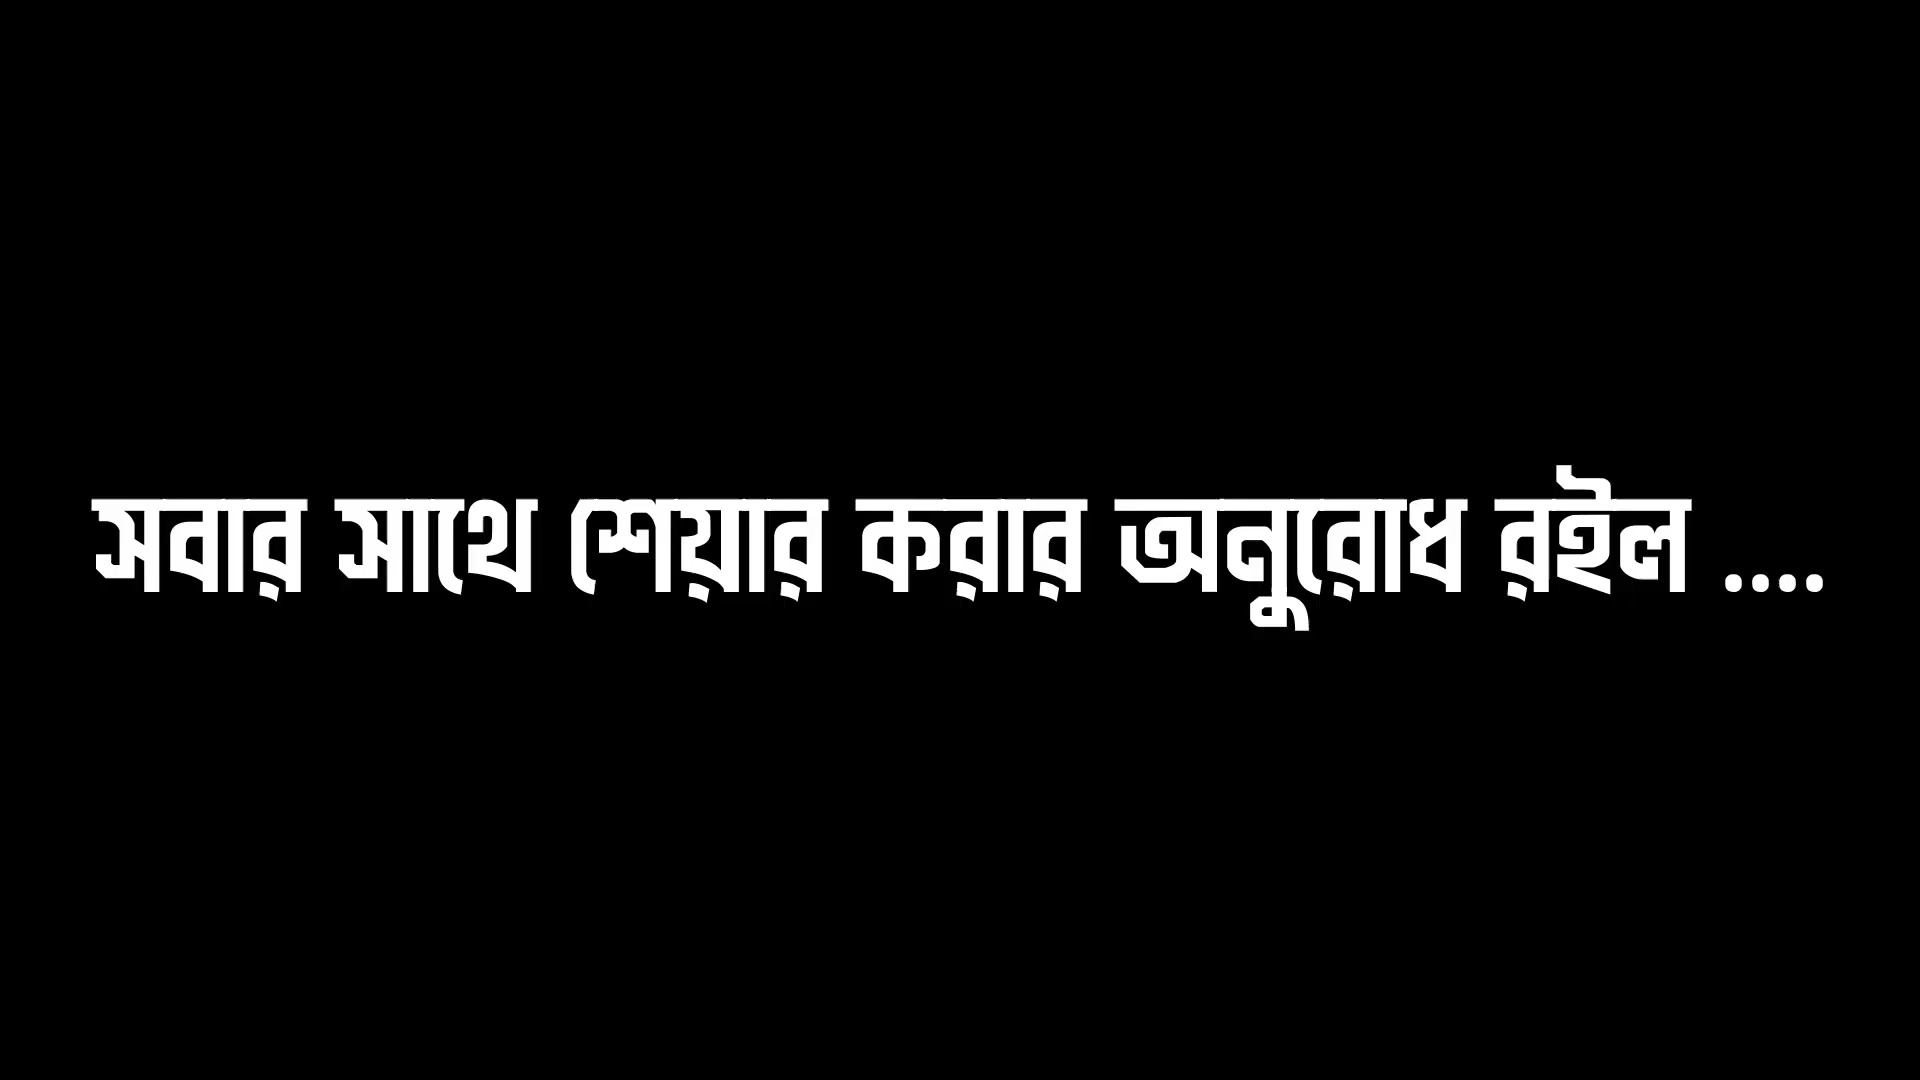 সবার সাথে শেয়ার করার অনুরোধ রইল ....